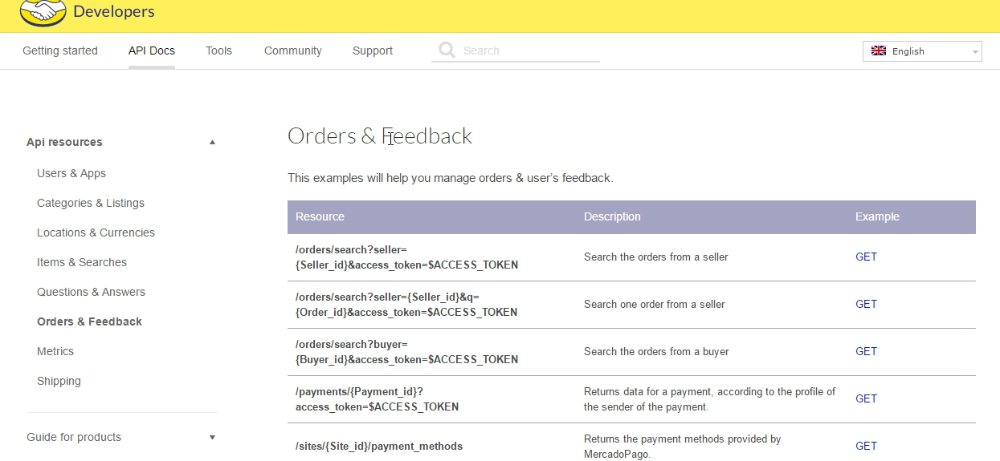 Developers
Getting started
API Docs
Tools
Community
Support
Search
English
Api resources
Users & Apps
Categories & Listings
Locations & Currencies
Items & Searches
Questions & Answers
Orders & Feedback
Metrics
Shipping
Guide for products
Orders & Feedback
This examples will help you manage orders & user's feedback.
Resource
Description
Example
/orders/search?seller=
{Seller_id}&access_token=$ACCESS_TOKEN
Search the orders from a seller
GET
/orders/search?seller={Seller_id}&q=
{Order_id}&access_token=$ACCESS_TOKEN
Search one order from a seller
GET
/orders/search?buyer=
{Buyer_id}&access_token=$ACCESS_TOKEN
Search the orders from a buyer
GET
/payments/{Payment_id}?
access_token=$ACCESS_TOKEN
Returns data for a payment, according to the profile of
the sender of the payment.
GET
/sites/{Site_id}/payment_methods
Returns the payment methods provided by
MercadoPago.
GET